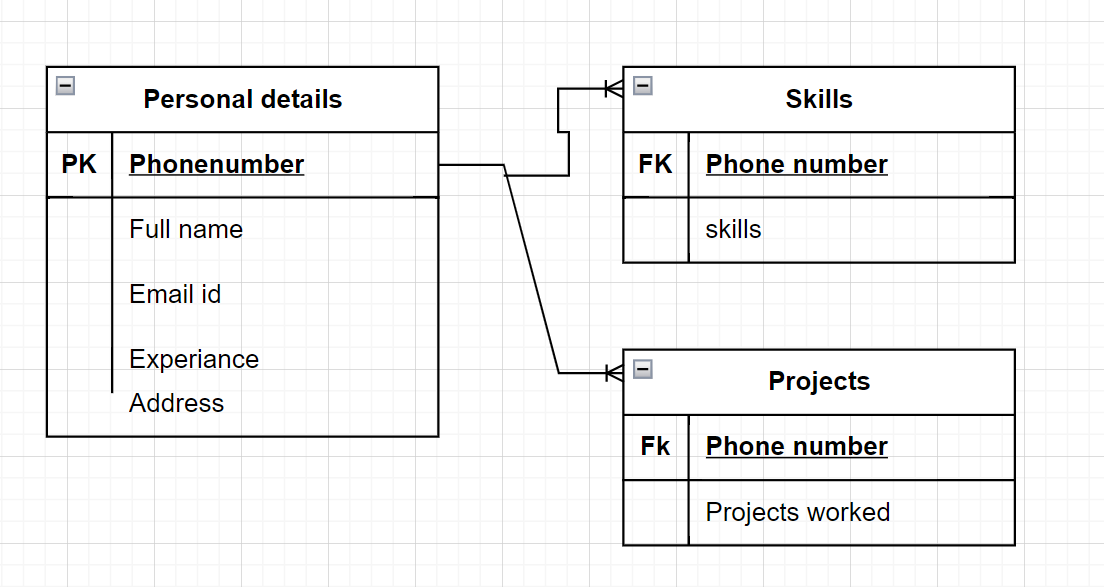 Personal details
PK Phonenumber
Full name
Email id
Experiance
Address
Skills
FK Phone number
skills
Projects
Fk Phone number
Projects worked